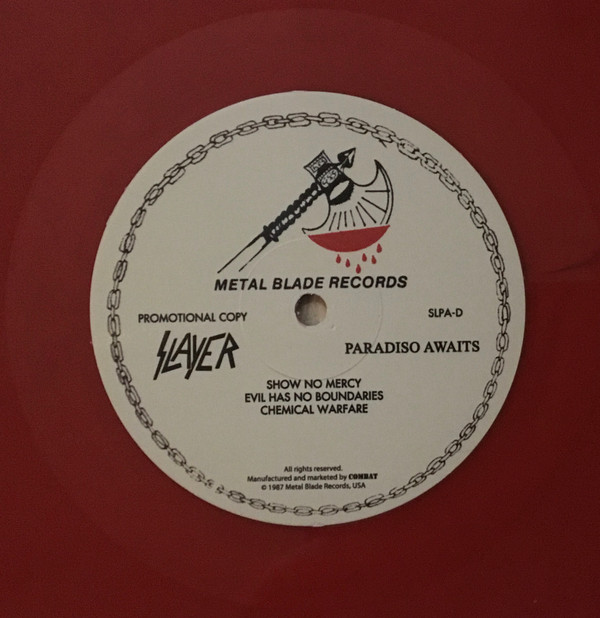 METAL BLADE RECORDS
PROMOTIONAL COPY
SLPA-D
SLAYER
PARADISO AWAITS
SHOW NO MERCY
EVIL HAS NO BOUNDARIES
CHEMICAL WARFARE
All rights reserved.
Manufactured and marketed by COMBAT
© 1987 Metal Blade Records, USA